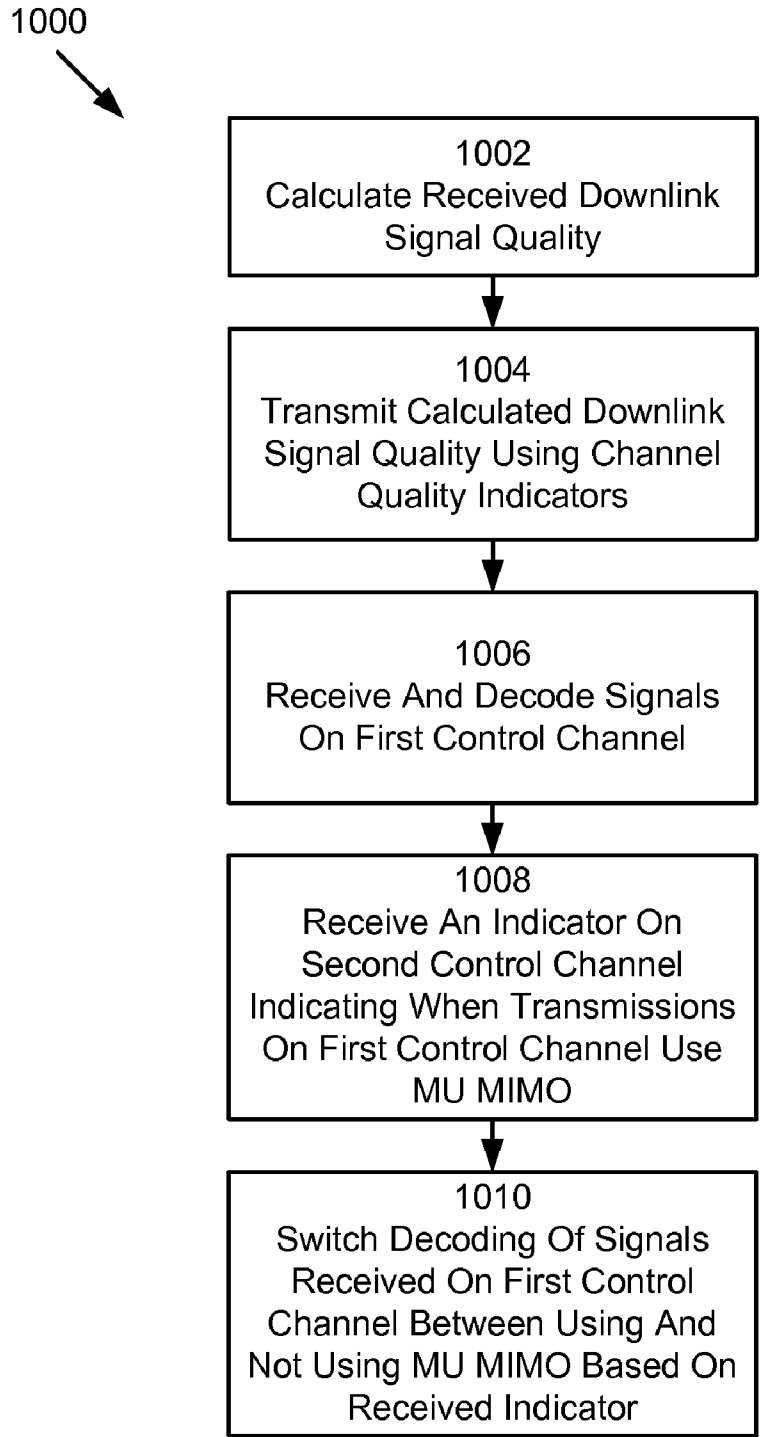 1000
1002
Calculate Received Downlink
Signal Quality
1004
Transmit Calculated Downlink
Signal Quality Using Channel
Quality Indicators
1006
Receive And Decode Signals
On First Control Channel
1008
Receive An Indicator On
Second Control Channel
Indicating When Transmissions
On First Control Channel Use
MU MIMO
1010
Switch Decoding Of Signals
Received On First Control
Channel Between Using And
Not Using MU MIMO Based On
Received Indicator